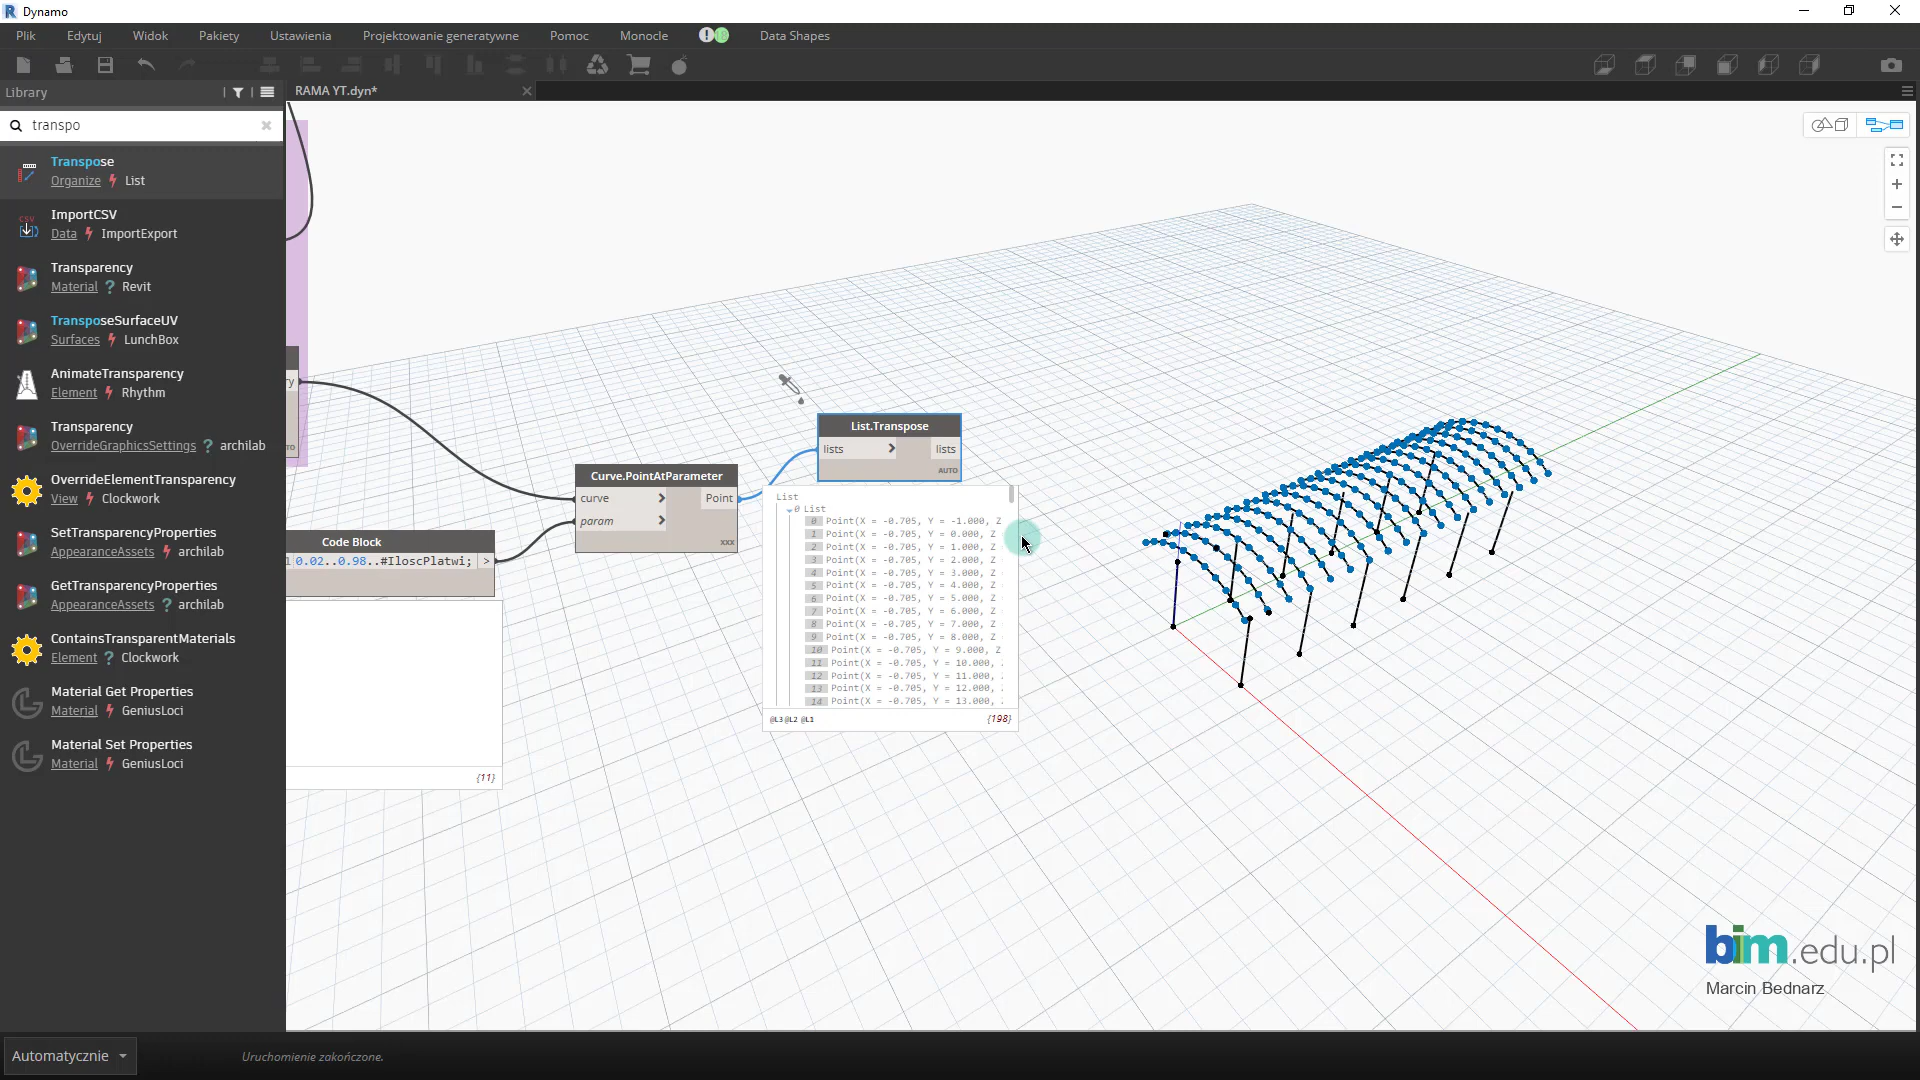 Dynamo
Plik Edytuj Widok Pakiety Ustawienia Projektowanie generatywne Pomoc Monocle Data Shapes
Library
RAMA YT.dyn*
transpo
Transpose
Organize List
ImportCSV
Data ImportExport
Transparency
Material ? Revit
TransposeSurfaceUV
Surfaces LunchBox
AnimateTransparency
Element Rhythm
Transparency
OverrideGraphicsSettings ? archilab
OverrideElementTransparency
View Clockwork
SetTransparencyProperties
AppearanceAssets archilab
GetTransparencyProperties
AppearanceAssets ? archilab
ContainsTransparentMaterials
Element ? Clockwork
Material Get Properties
Material GeniusLoci
Material Set Properties
Material GeniusLoci
List.Transpose
lists > lists
AUTO
Curve.PointAtParameter
curve > Point
param >
xxx
Code Block
1 0.02..0.98..#IloscPlatwi; >
{11}
List
0 List
0 Point(X = -0.705, Y = -1.000, Z
1 Point(X = -0.705, Y = 0.000, Z
2 Point(X = -0.705, Y = 1.000, Z
3 Point(X = -0.705, Y = 2.000, Z
4 Point(X = -0.705, Y = 3.000, Z
5 Point(X = -0.705, Y = 4.000, Z
6 Point(X = -0.705, Y = 5.000, Z
7 Point(X = -0.705, Y = 6.000, Z
8 Point(X = -0.705, Y = 7.000, Z
9 Point(X = -0.705, Y = 8.000, Z
10 Point(X = -0.705, Y = 9.000, Z
11 Point(X = -0.705, Y = 10.000,
12 Point(X = -0.705, Y = 11.000,
13 Point(X = -0.705, Y = 12.000,
14 Point(X = -0.705, Y = 13.000,
@L3 @L2 @L1 {198}
bim.edu.pl
Marcin Bednarz
Automatycznie
Uruchomienie zakończone.